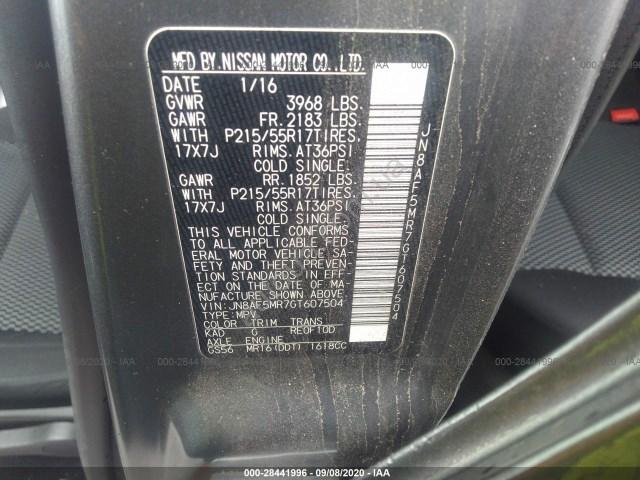 MFD BY NISSAN MOTOR CO., LTD.
DATE 1/16
GVWR 3968 LBS.
GAWR FR. 2183 LBS.
WITH P215/55R17TIRES.
17X7J RIMS. AT36PSI
COLD SINGLE.
GAWR RR. 1852 LBS.
WITH P215/55R17TIRES.
17X7J RIMS. AT36PSI
COLD SINGLE.
THIS VEHICLE CONFORMS
TO ALL APPLICABLE FED-
ERAL MOTOR VEHICLE SA-
FETY AND THEFT PREVEN-
TION STANDARDS IN EFF-
ECT ON THE DATE OF MA-
NUFACTURE SHOWN ABOVE.
VIN:JN8AF5MR7GT607504
TYPE:MPV
COLOR TRIM TRANS
KAD G RE0F10D
AXLE ENGINE
GS56 MR16(DDT) 1618CC
JN8AF5MR7GT607504
000-28441996 - 09/08/2020 - IAA